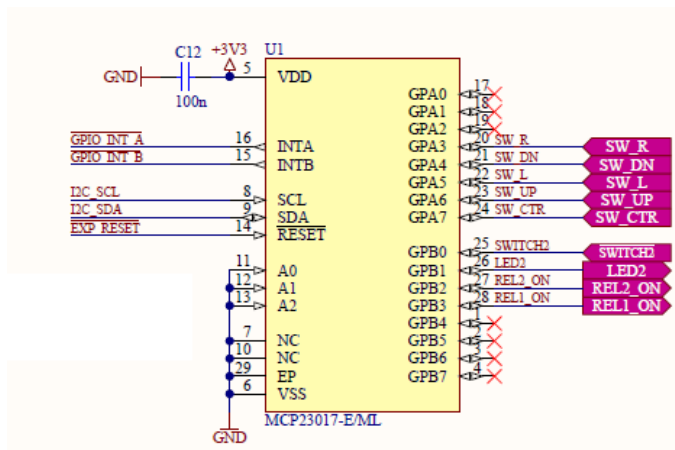 C12 +3V3 U1
GND 5 VDD
100n
GPA0 17
GPA1 18
GPA2 19
GPIO_INT_A 16 INTA GPA3 20 SW_R SW_R
GPIO_INT_B 15 INTB GPA4 21 SW_DN SW_DN
GPA5 22 SW_L SW_L
I2C_SCL 8 SCL GPA6 23 SW_UP SW_UP
I2C_SDA 9 SDA GPA7 24 SW_CTR SW_CTR
EXP_RESET 14 RESET
GPB0 25 SWITCH2 SWITCH2
11 A0 GPB1 26 LED2 LED2
12 A1 GPB2 27 REL2_ON REL2_ON
13 A2 GPB3 28 REL1_ON REL1_ON
GPB4 1
7 NC GPB5 2
10 NC GPB6 3
29 EP GPB7 4
6 VSS
MCP23017-E/ML
GND